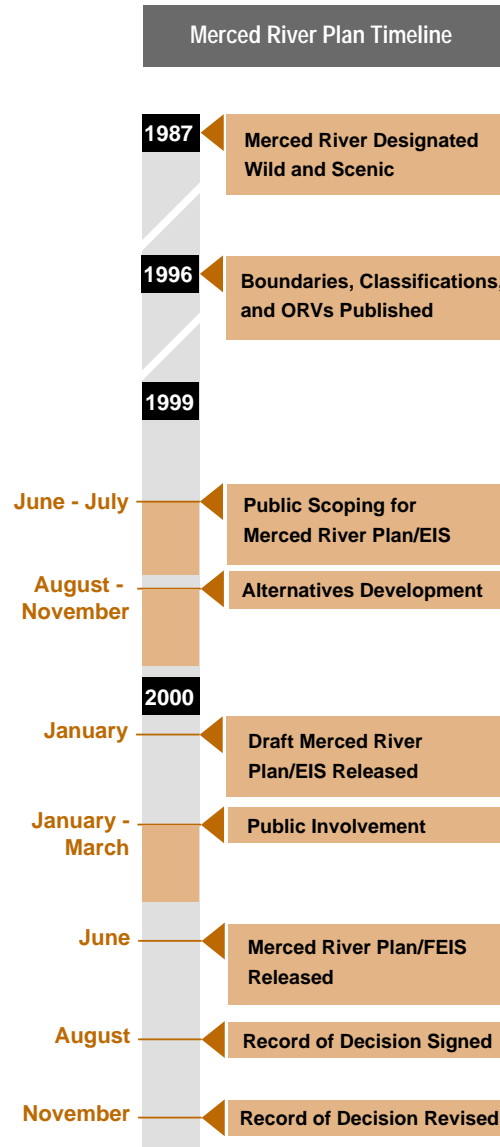 Merced River Plan Timeline
1987
Merced River Designated
Wild and Scenic
1996
Boundaries, Classifications,
and ORVs Published
1999
June - July
Public Scoping for
Merced River Plan/EIS
August -
November
Alternatives Development
2000
January
Draft Merced River
Plan/EIS Released
January -
March
Public Involvement
June
Merced River Plan/FEIS
Released
August
Record of Decision Signed
November
Record of Decision Revised